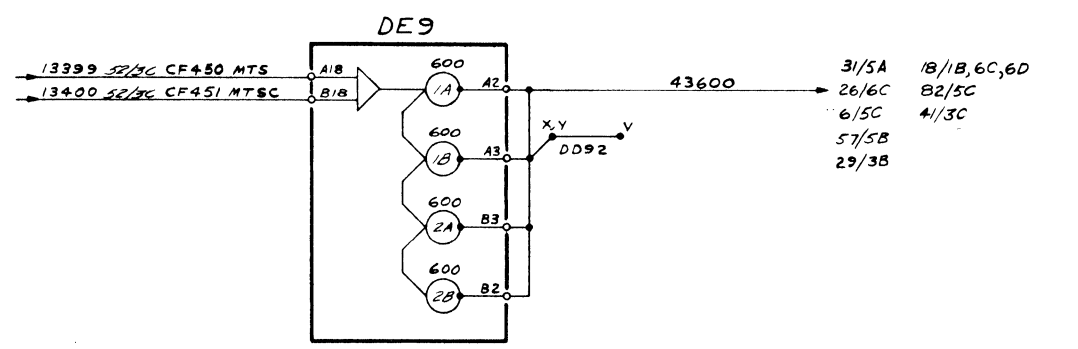 DE9
13399 52/3C CF450 MTS
A18
600
1A
A2
43600
31/5A 18/1B, 6C, 6D
13400 52/3C CF451 MTSC
B18
26/6C 82/5C
6/5C 41/3C
57/5B
29/3B
X,Y
V
DD92
600
1B
A3
600
2A
B3
600
2B
B2